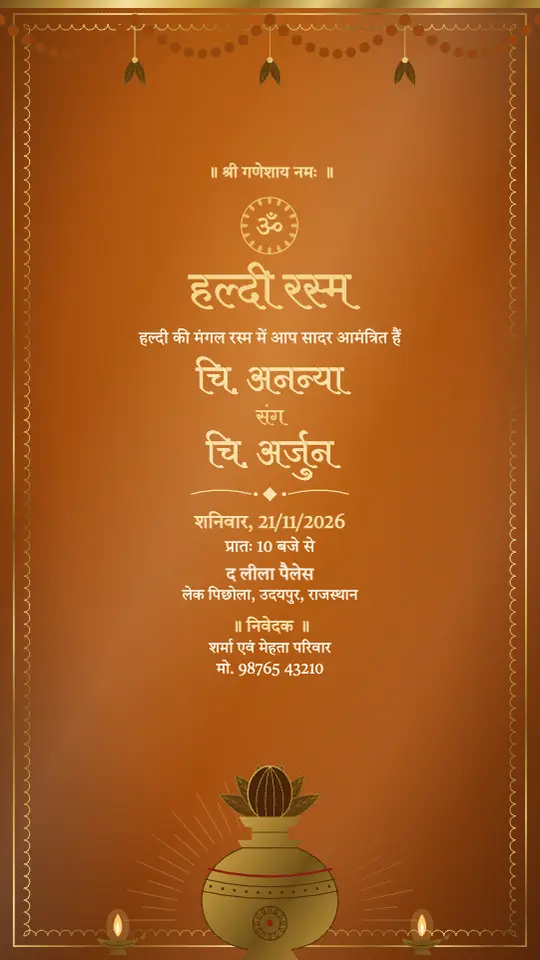 ॥ श्री गणेशाय नमः ॥
ॐ
हल्दी रस्म
हल्दी की मंगल रस्म में आप सादर आमंत्रित हैं
चि. अनन्या
संग
चि. अर्जुन
शनिवार, 21/11/2026
प्रातः 10 बजे से
द लीला पैलेस
लेक पिछोला, उदयपुर, राजस्थान
॥ निवेदक ॥
शर्मा एवं मेहता परिवार
मो. 98765 43210